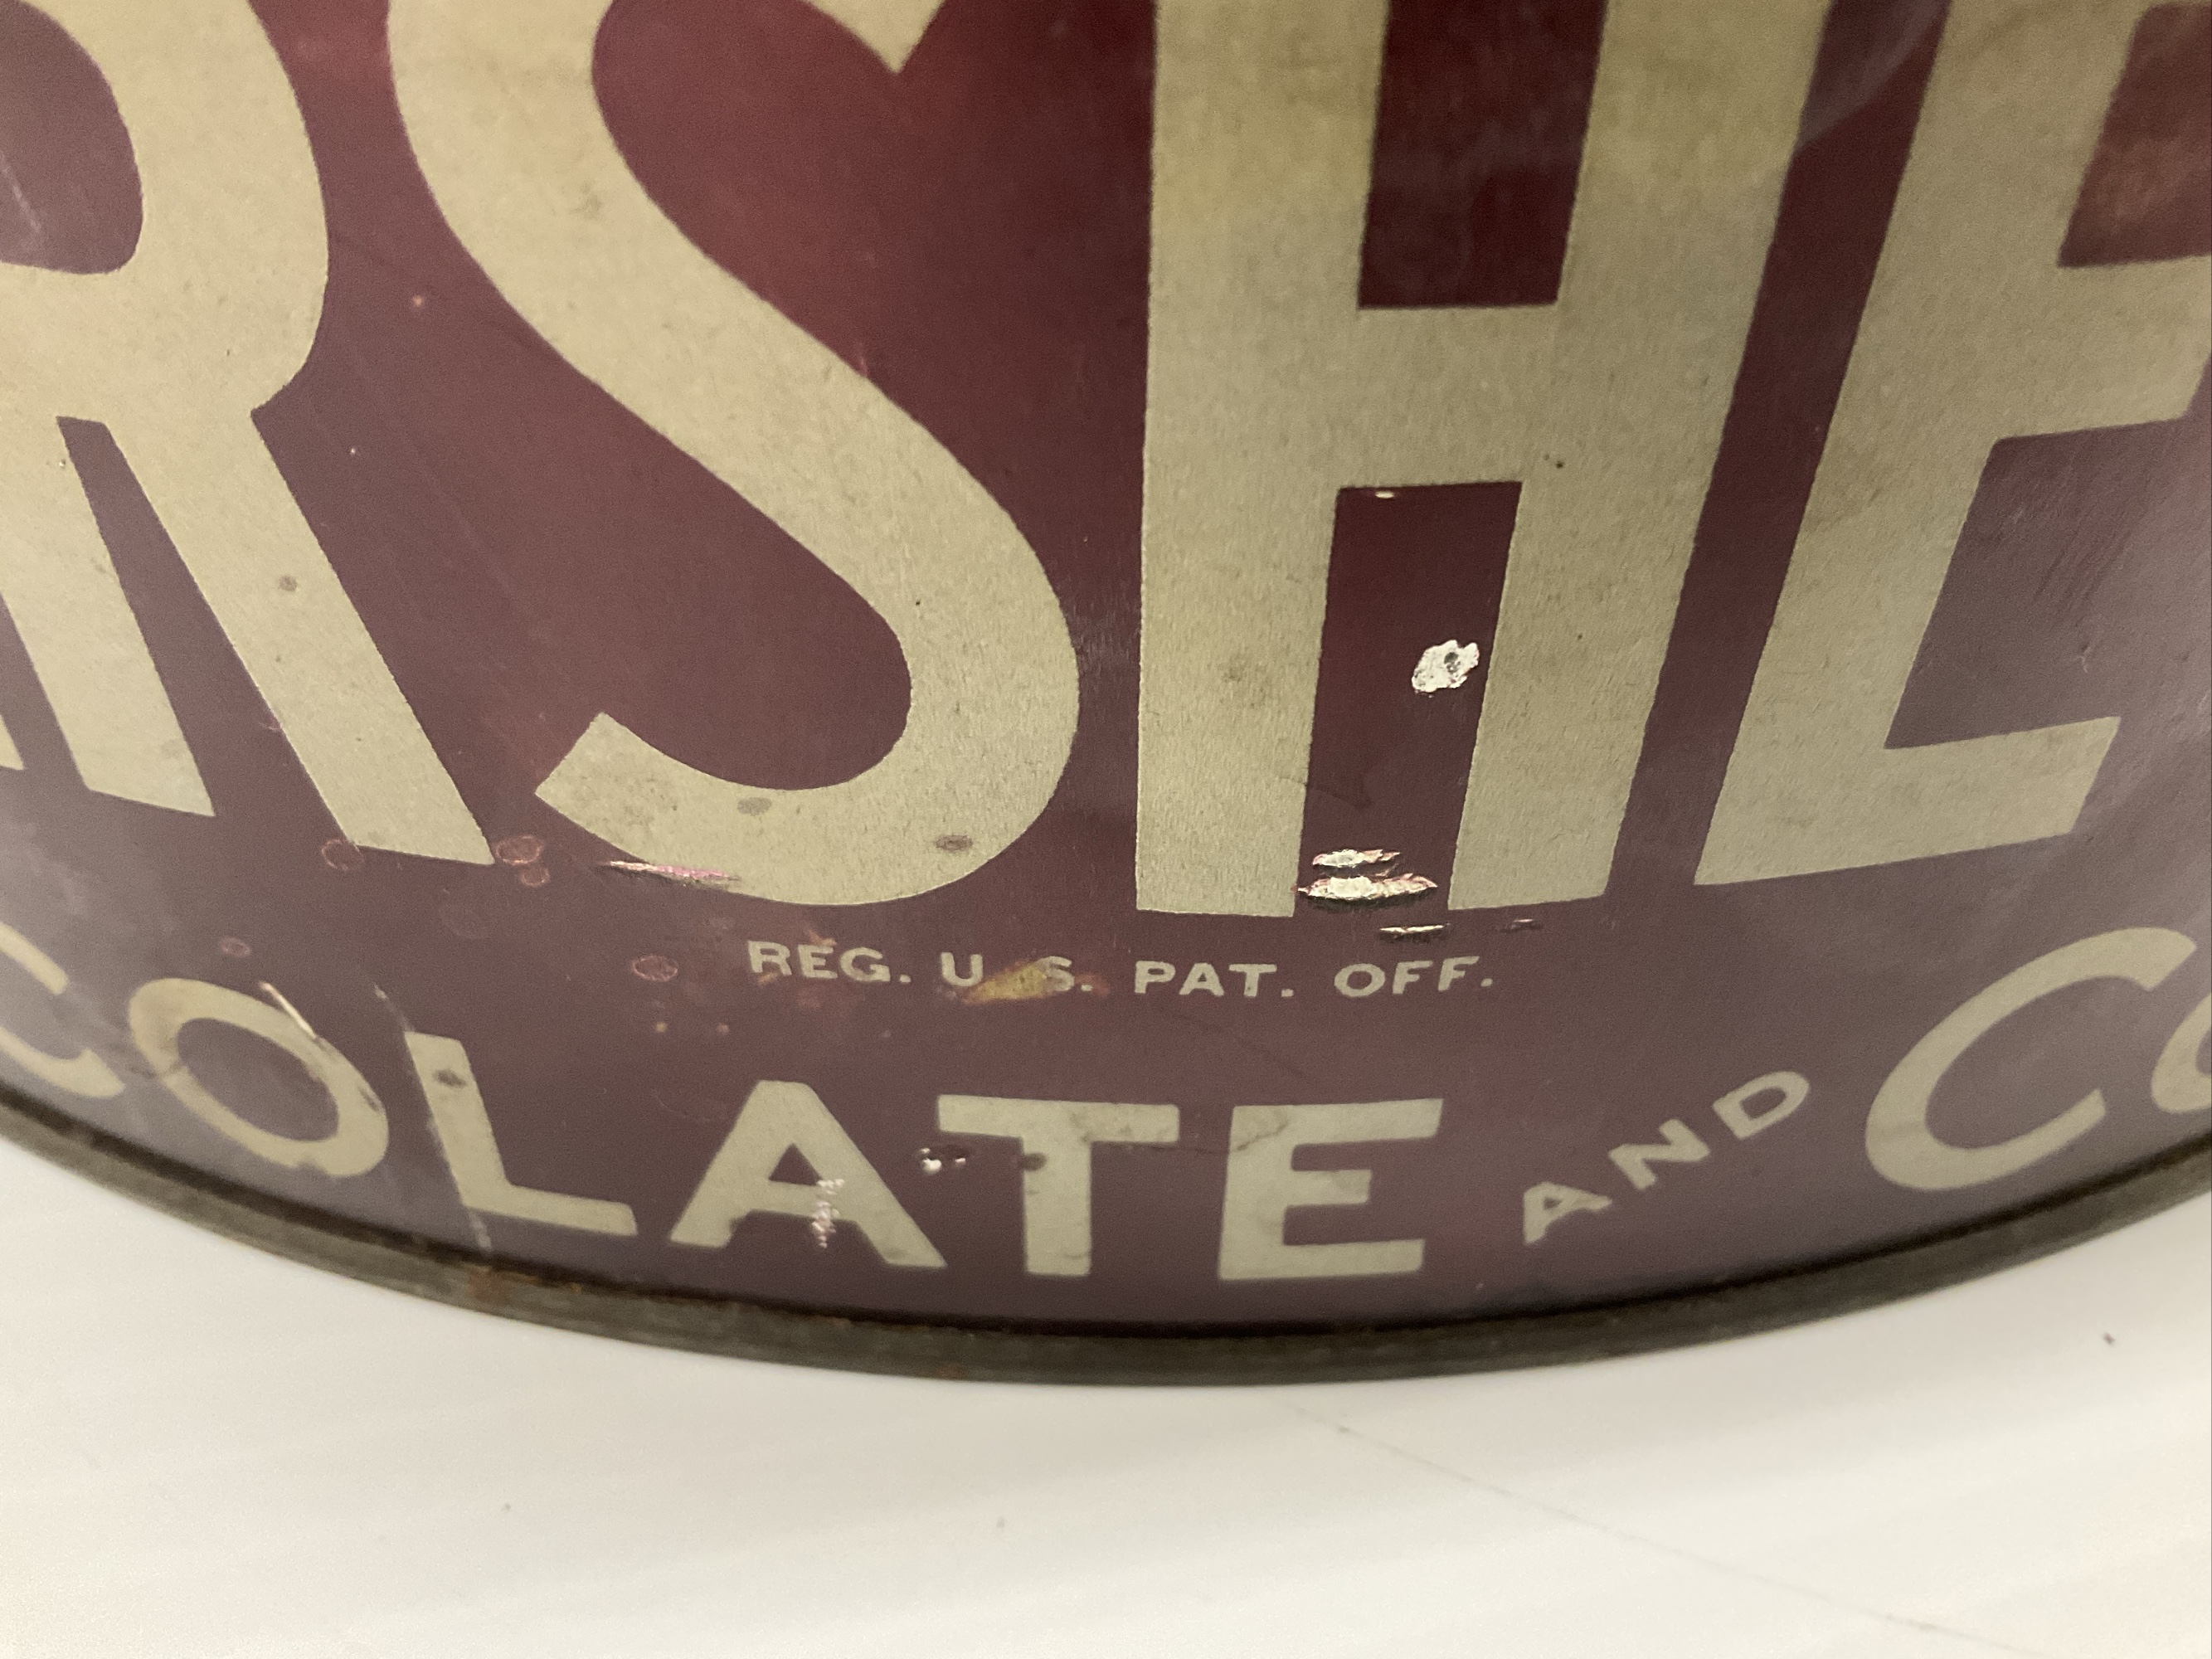 RSHE
REG. U.S. PAT. OFF.
COLATE AND CO